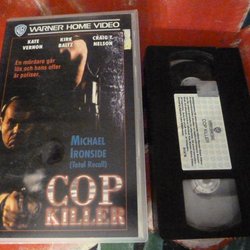 WARNER HOME VIDEO
KATE VERNON
KIRK BALTZ
CRAIG T. NELSON
En mördare går
lös och hans offer
är poliser.
MICHAEL
IRONSIDE
(Total Recall)
COP
KILLER
COP KILLER